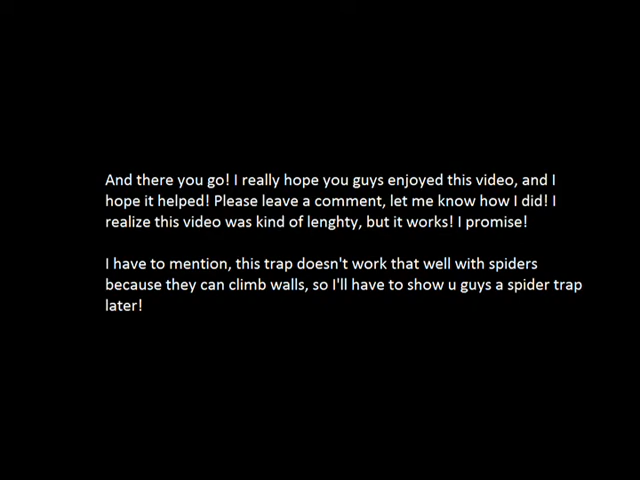 And there you go! I really hope you guys enjoyed this video, and I
hope it helped! Please leave a comment, let me know how I did! I
realize this video was kind of lenghty, but it works! I promise!
I have to mention, this trap doesn't work that well with spiders
because they can climb walls, so I'll have to show u guys a spider trap
later!